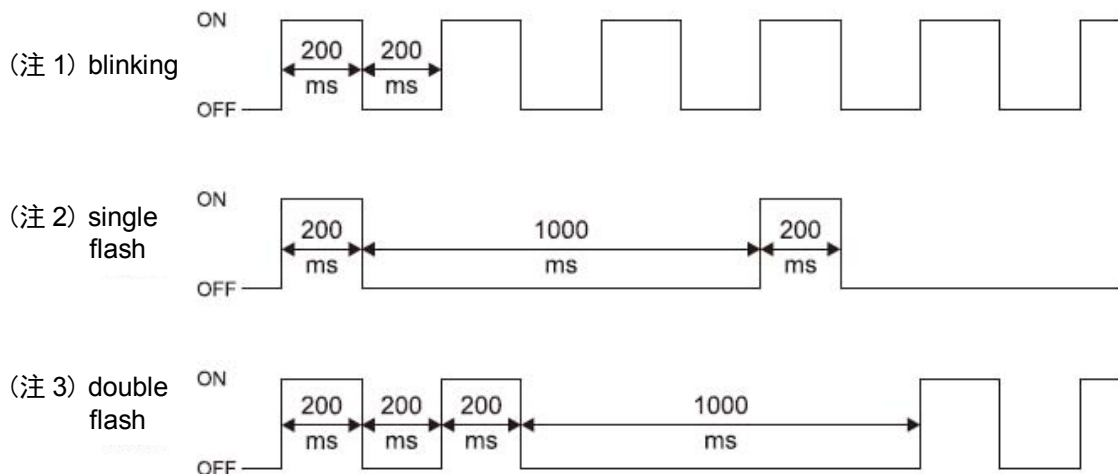 ON
200 200
(注 1) blinking
ms ms
OFF
ON
(注 2) single
flash
200 1000 200
ms ms ms
OFF
ON
(注 3) double
flash
200 200 200 1000
ms ms ms ms
OFF